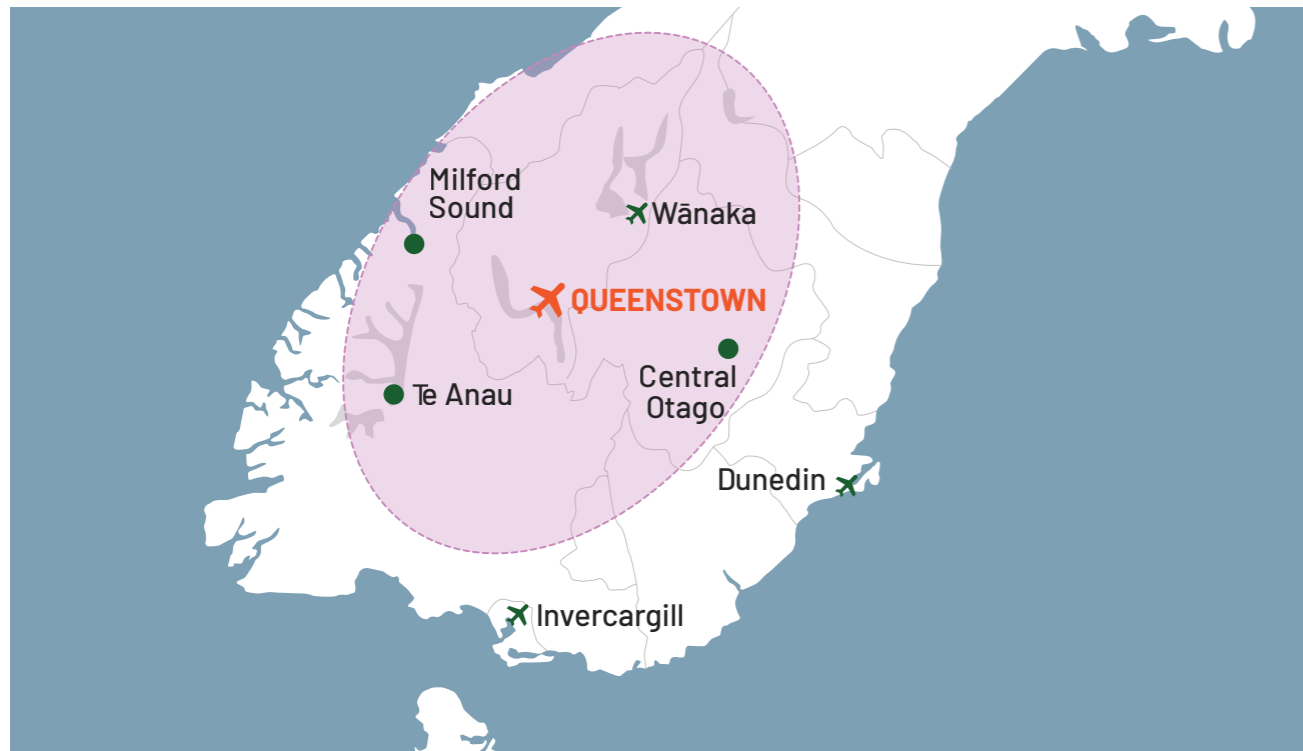 Milford
Sound
Wānaka
QUEENSTOWN
Central
Otago
Te Anau
Dunedin
Invercargill